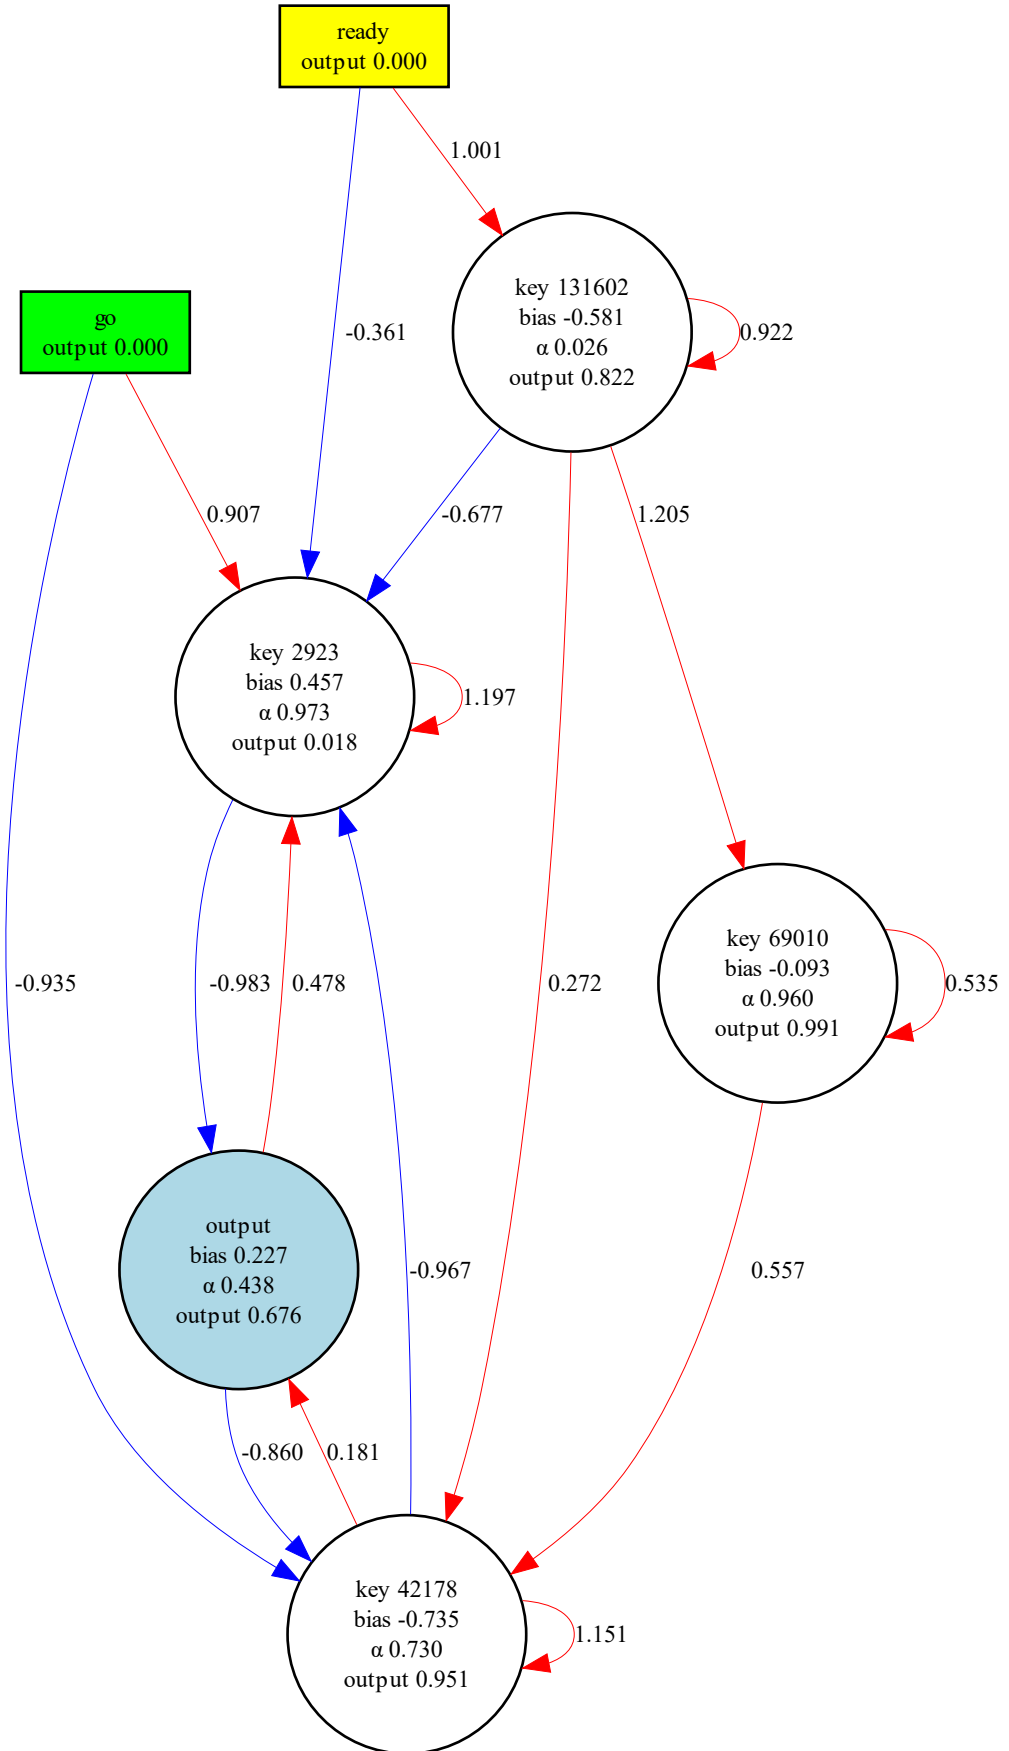 ready
output 0.000
1.001
key 131602
bias -0.581
α 0.026
output 0.822
0.922
go
output 0.000
-0.361
0.907
-0.677
1.205
key 2923
bias 0.457
α 0.973
output 0.018
1.197
key 69010
bias -0.093
α 0.960
output 0.991
0.535
-0.935
-0.983
0.478
0.272
output
bias 0.227
α 0.438
output 0.676
-0.967
0.557
-0.860
0.181
key 42178
bias -0.735
α 0.730
output 0.951
1.151